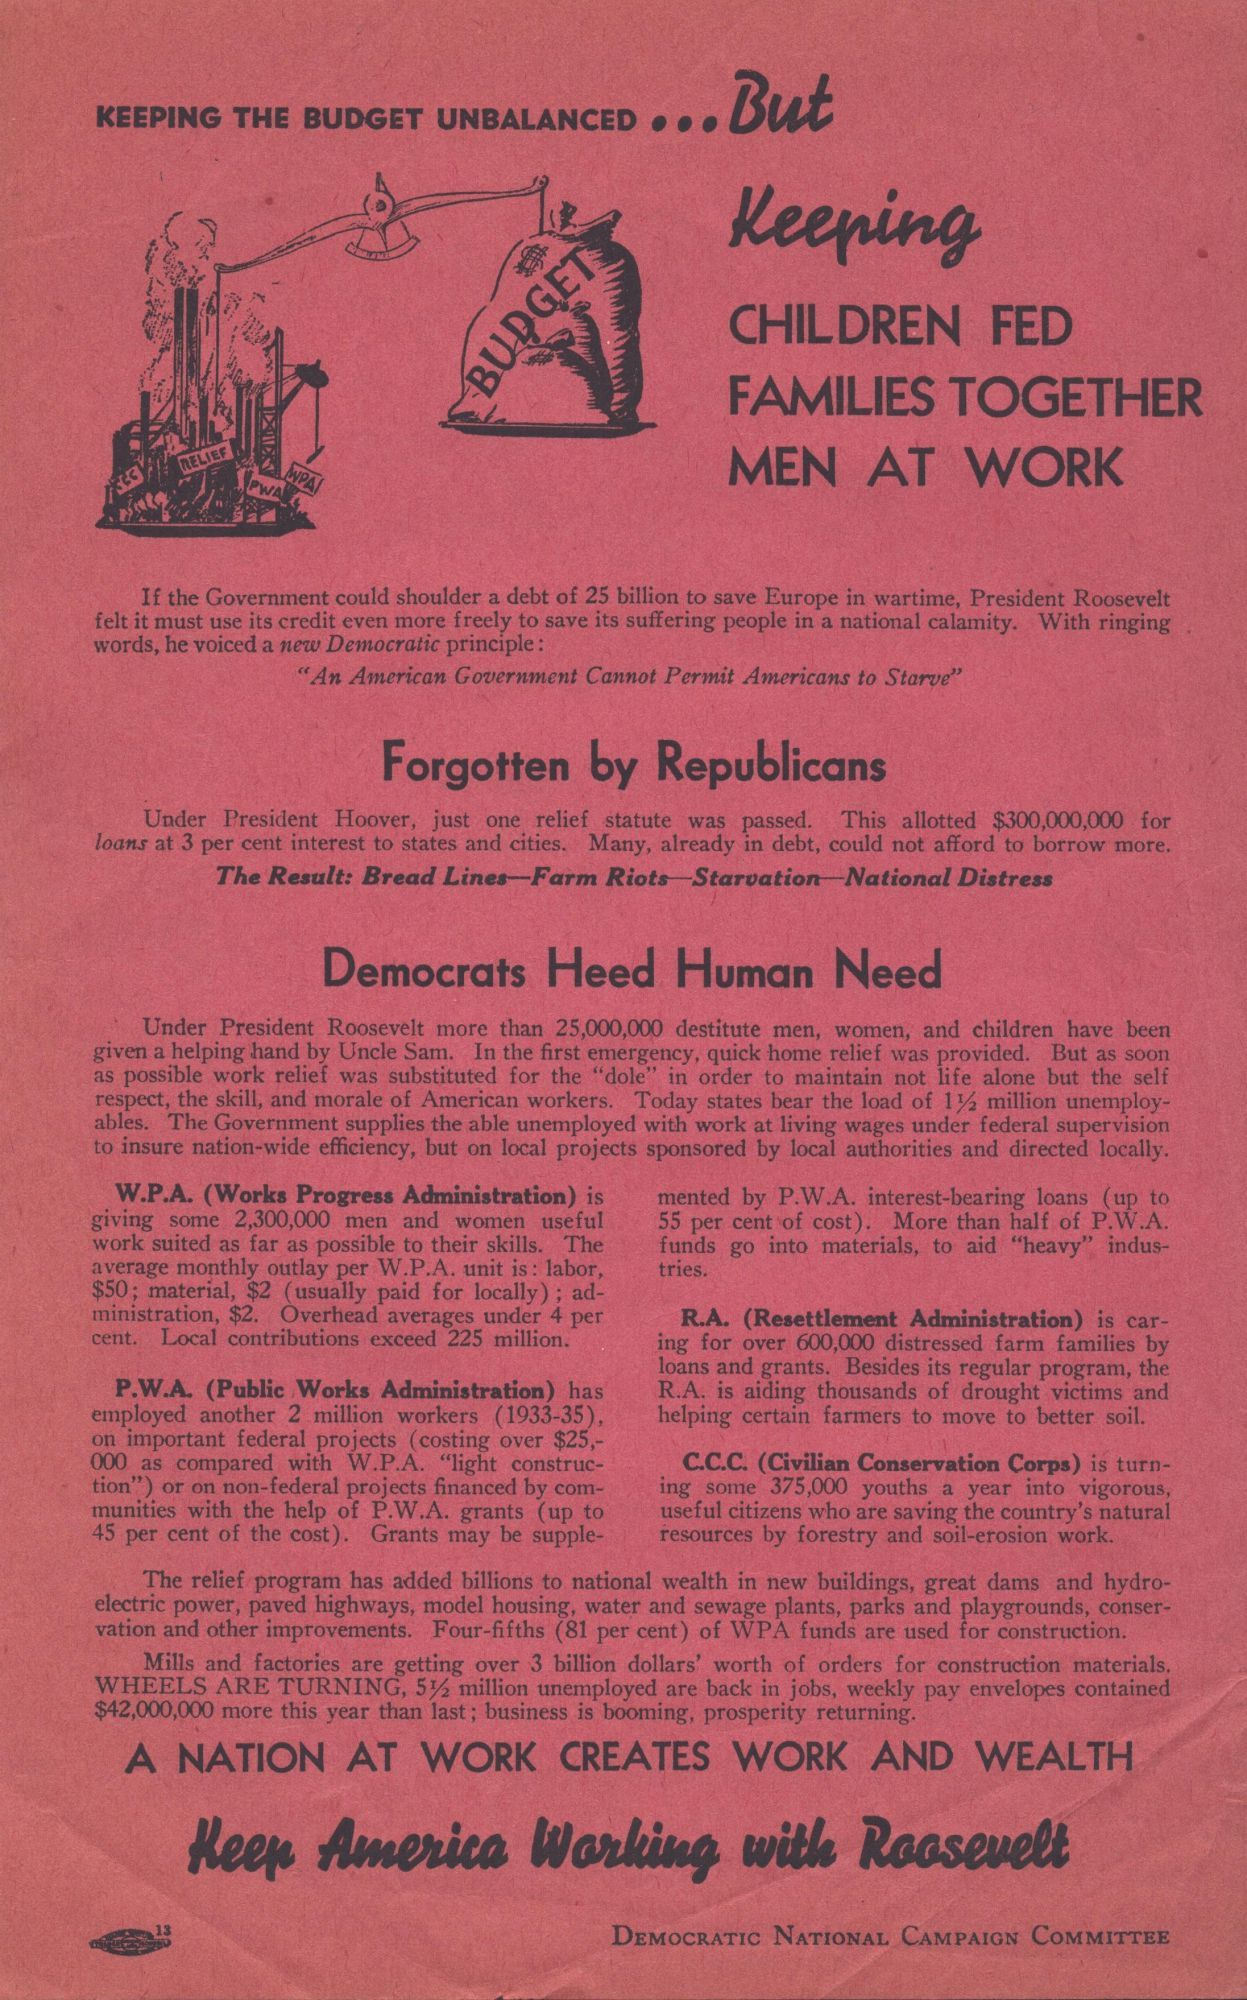 KEEPING THE BUDGET UNBALANCED ... But
Keeping
CHILDREN FED
FAMILIES TOGETHER
MEN AT WORK
$
BUDGET
CCC
RELIEF
PWA
WPA
If the Government could shoulder a debt of 25 billion to save Europe in wartime, President Roosevelt
felt it must use its credit even more freely to save its suffering people in a national calamity. With ringing
words, he voiced a new Democratic principle:
“An American Government Cannot Permit Americans to Starve”
Forgotten by Republicans
Under President Hoover, just one relief statute was passed. This allotted $300,000,000 for
loans at 3 per cent interest to states and cities. Many, already in debt, could not afford to borrow more.
The Result: Bread Lines—Farm Riots—Starvation—National Distress
Democrats Heed Human Need
Under President Roosevelt more than 25,000,000 destitute men, women, and children have been
given a helping hand by Uncle Sam. In the first emergency, quick home relief was provided. But as soon
as possible work relief was substituted for the “dole” in order to maintain not life alone but the self
respect, the skill, and morale of American workers. Today states bear the load of 1½ million unemploy-
ables. The Government supplies the able unemployed with work at living wages under federal supervision
to insure nation-wide efficiency, but on local projects sponsored by local authorities and directed locally.
W.P.A. (Works Progress Administration) is
giving some 2,300,000 men and women useful
work suited as far as possible to their skills. The
average monthly outlay per W.P.A. unit is: labor,
$50; material, $2 (usually paid for locally); ad-
ministration, $2. Overhead averages under 4 per
cent. Local contributions exceed 225 million.
P.W.A. (Public Works Administration) has
employed another 2 million workers (1933-35),
on important federal projects (costing over $25,-
000 as compared with W.P.A. “light construc-
tion”) or on non-federal projects financed by com-
munities with the help of P.W.A. grants (up to
45 per cent of the cost). Grants may be supple-
mented by P.W.A. interest-bearing loans (up to
55 per cent of cost). More than half of P.W.A.
funds go into materials, to aid “heavy” indus-
tries.
R.A. (Resettlement Administration) is car-
ing for over 600,000 distressed farm families by
loans and grants. Besides its regular program, the
R.A. is aiding thousands of drought victims and
helping certain farmers to move to better soil.
C.C.C. (Civilian Conservation Corps) is turn-
ing some 375,000 youths a year into vigorous,
useful citizens who are saving the country's natural
resources by forestry and soil-erosion work.
The relief program has added billions to national wealth in new buildings, great dams and hydro-
electric power, paved highways, model housing, water and sewage plants, parks and playgrounds, conser-
vation and other improvements. Four-fifths (81 per cent) of WPA funds are used for construction.
Mills and factories are getting over 3 billion dollars' worth of orders for construction materials.
WHEELS ARE TURNING, 5½ million unemployed are back in jobs, weekly pay envelopes contained
$42,000,000 more this year than last; business is booming, prosperity returning.
A NATION AT WORK CREATES WORK AND WEALTH
Keep America Working with Roosevelt
13
DEMOCRATIC NATIONAL CAMPAIGN COMMITTEE